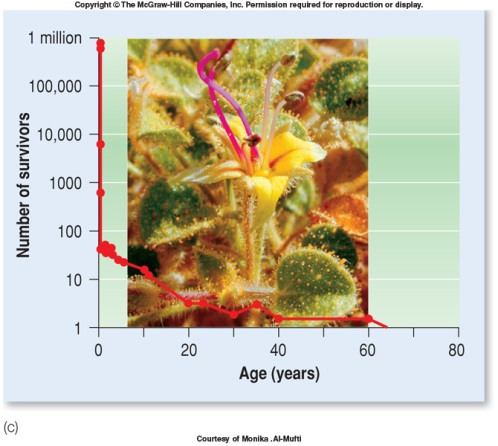 Copyright © The McGraw-Hill Companies, Inc. Permission required for reproduction or display.
1 million
100,000
10,000
1000
100
10
1
Number of survivors
0 20 40 60 80
Age (years)
(c)
Courtesy of Monika .Al-Mufti